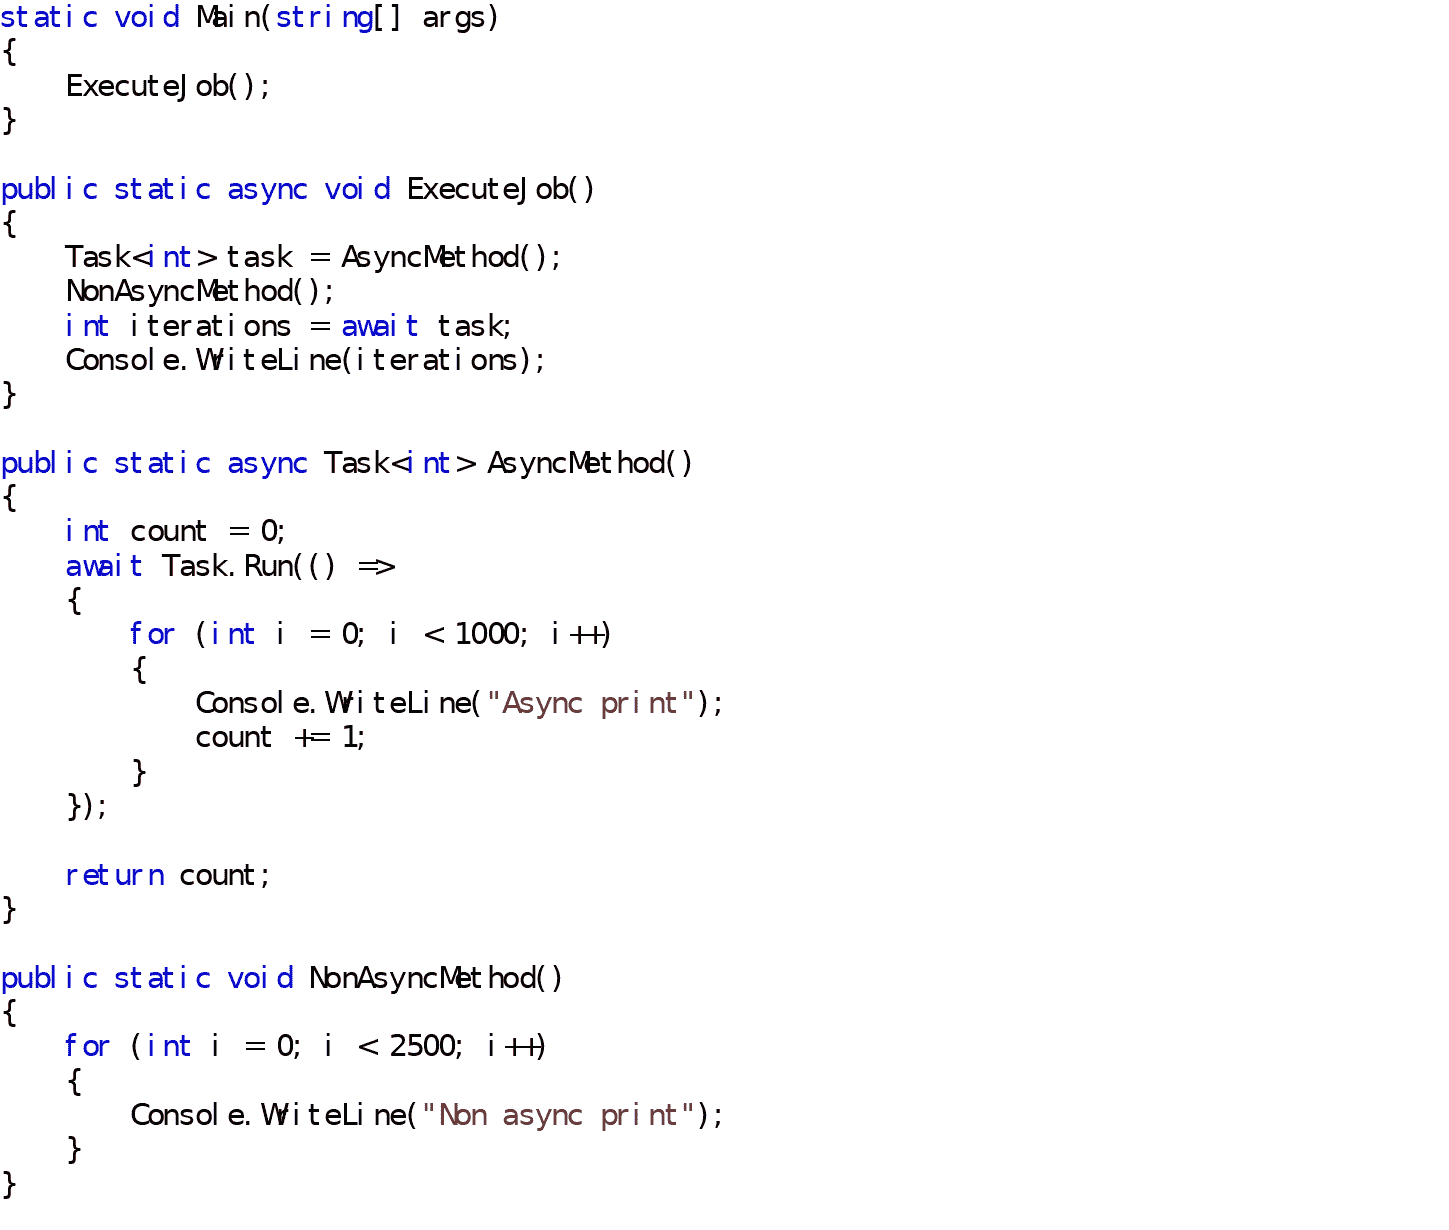 static void Main(string[] args)
{
    ExecuteJob();
}

public static async void ExecuteJob()
{
    Task<int> task = AsyncMethod();
    NonAsyncMethod();
    int iterations = await task;
    Console.WriteLine(iterations);
}

public static async Task<int> AsyncMethod()
{
    int count = 0;
    await Task.Run(() =>
    {
        for (int i = 0; i < 1000; i++)
        {
            Console.WriteLine("Async print");
            count += 1;
        }
    });

    return count;
}

public static void NonAsyncMethod()
{
    for (int i = 0; i < 2500; i++)
    {
        Console.WriteLine("Non async print");
    }
}